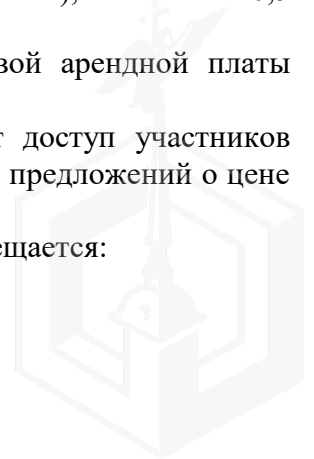 вой арендной платы
доступ участников
предложений о цене
ещается: